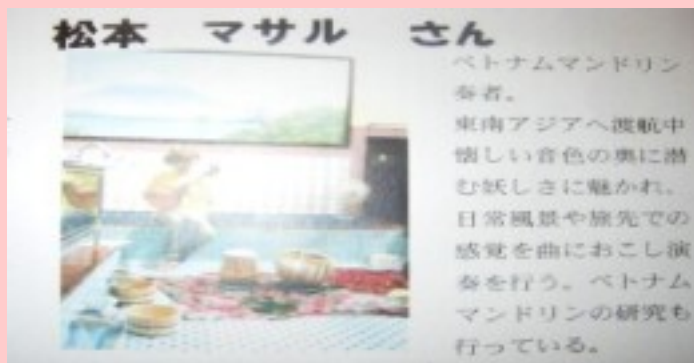 松本 マサル さん
ベトナムマンドリン
奏者。
東南アジアへ渡航中
懐しい音色の奥に潜
む妖しさに魅かれ。
日常風景や旅先での
感覚を曲におこし演
奏を行う。ベトナム
マンドリンの研究も
行っている。